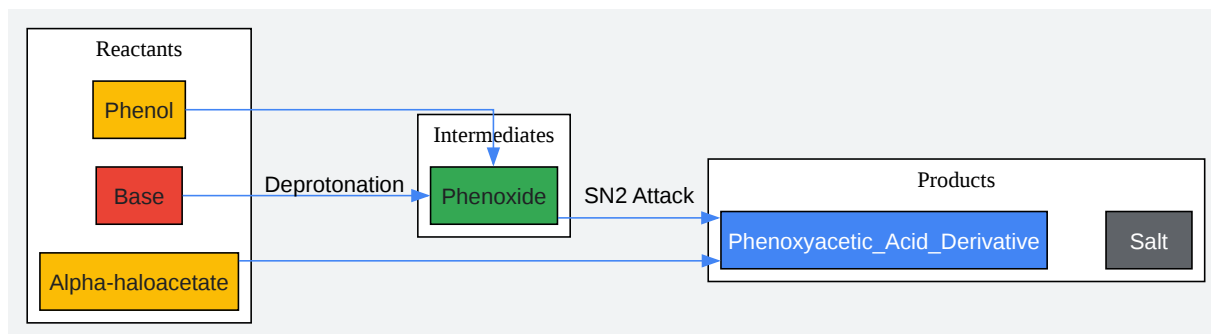 Reactants
Phenol
Base
Alpha-haloacetate
Deprotonation
Intermediates
Phenoxide
SN2 Attack
Products
Phenoxyacetic_Acid_Derivative
Salt